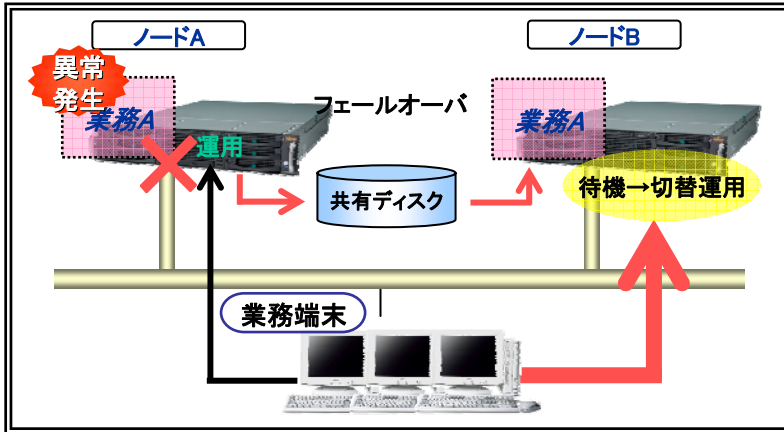 ノードA
ノードB
異常
発生
業務A
運用
フェールオーバ
業務A
共有ディスク
待機→切替運用
業務端末